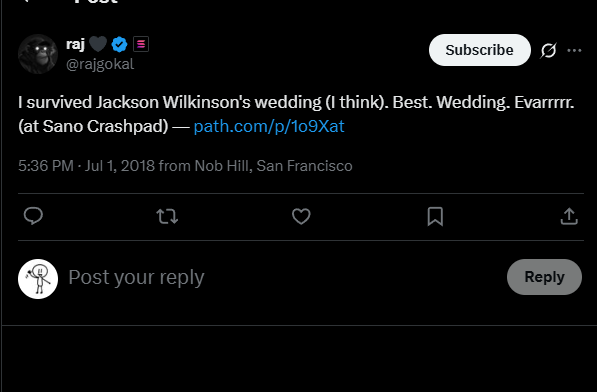 Post
raj
@rajgokal
Subscribe
I survived Jackson Wilkinson's wedding (I think). Best. Wedding. Evarrrrr.
(at Sano Crashpad) — path.com/p/1o9Xat
5:36 PM · Jul 1, 2018 from Nob Hill, San Francisco
Post your reply
Reply